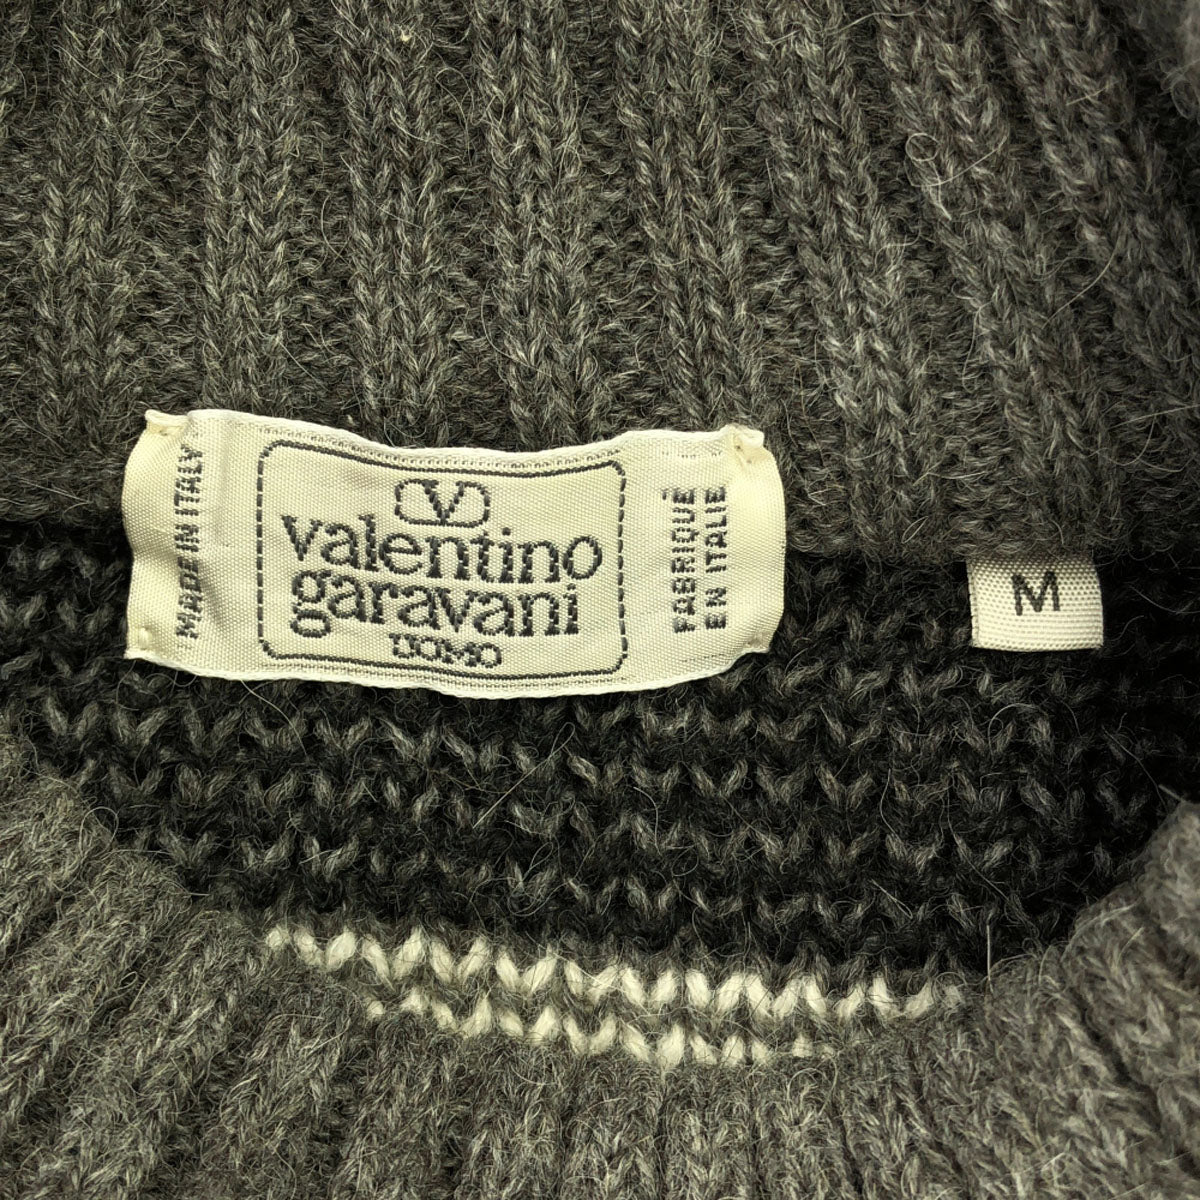 MADE IN ITALY
V
valentino
garavani
UOMO
FABRIQUÉ
EN ITALIE
M